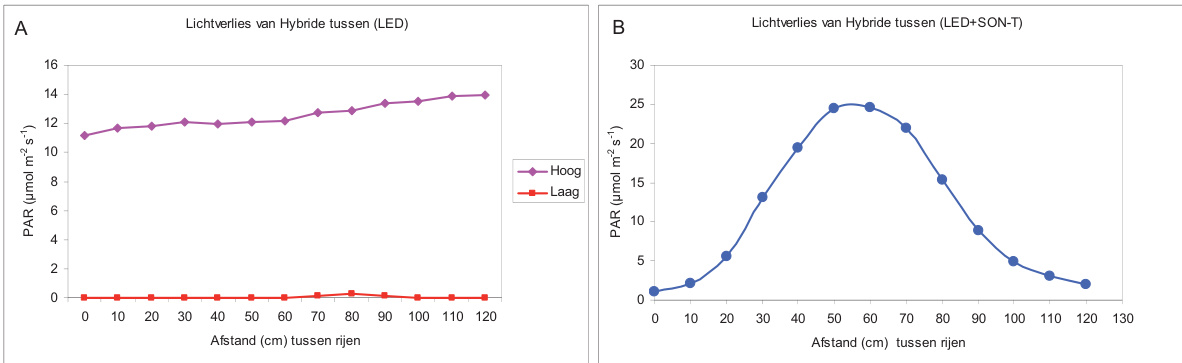 A
Lichtverlies van Hybride tussen (LED)
PAR (µmol m-2 s-1)
16
14
12
10
8
6
4
2
0
0 10 20 30 40 50 60 70 80 90 100 110 120
Afstand (cm) tussen rijen
Hoog
Laag
B
Lichtverlies van Hybride tussen (LED+SON-T)
PAR (µmol m-2 s-1)
30
25
20
15
10
5
0
0 10 20 30 40 50 60 70 80 90 100 110 120 130
Afstand (cm) tussen rijen